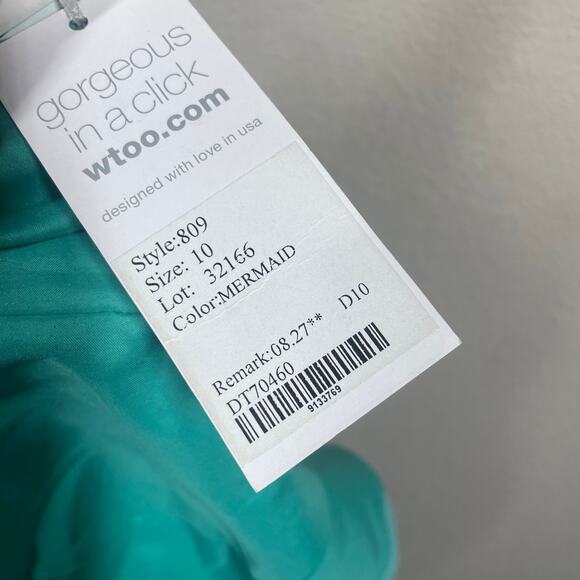 gorgeous
in a click
wtoo.com
designed with love in usa
Style:809
Size: 10
Lot: 32166
Color:MERMAID
Remark:08.27** D10
DT70460
9133769